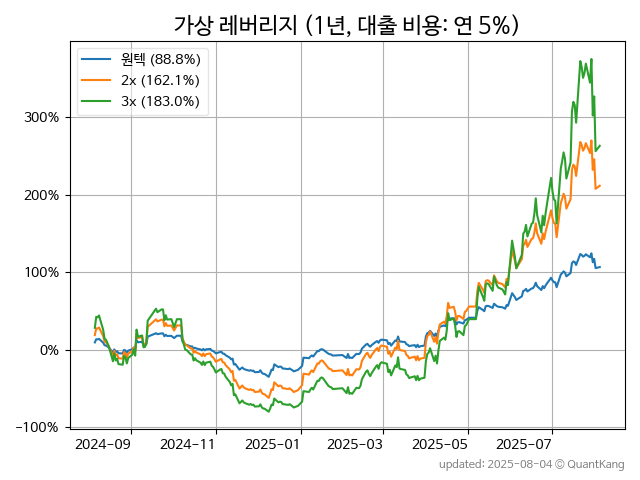 가상 레버리지 (1년, 대출 비용: 연 5%)
원텍 (88.8%)
2x (162.1%)
3x (183.0%)
300%
200%
100%
0%
−100%
2024-09
2024-11
2025-01
2025-03
2025-05
2025-07
updated: 2025-08-04 © QuantKang